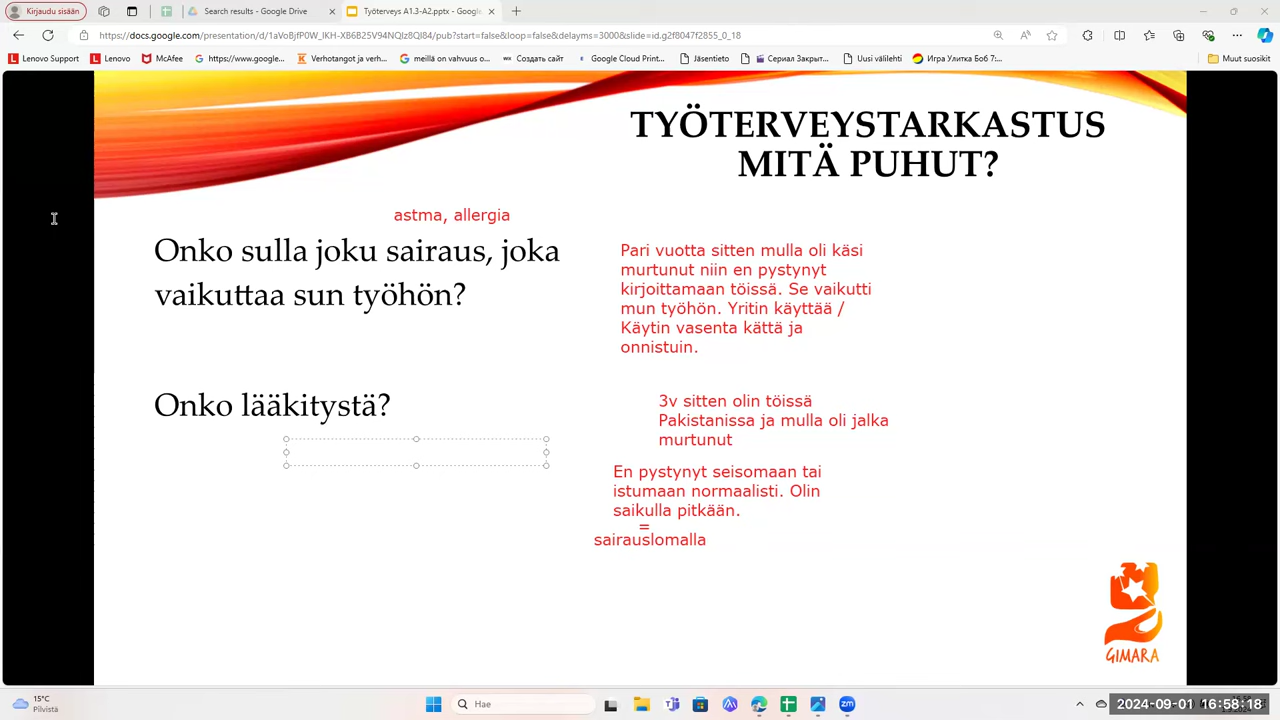 Kirjaudu sisään
Search results - Google Drive
Työterveys A1.3-A2.pptx - Google
https://docs.google.com/presentation/d/1aVoBjfP0W_IKH-XB6B25V94NQIz8QI84/pub?start=false&loop=false&delayms=3000&slide=id.g2f8047f2855_0_18
Lenovo Support
Lenovo
McAfee
https://www.google...
Verhotangot ja verh...
meillä on vahvuus o...
Создать сайт
Google Cloud Print...
Jäsentieto
Сериал Закрыт...
Uusi välilehti
Игра Улитка Боб 7:...
Muut suosikit
TYÖTERVEYSTARKASTUS
MITÄ PUHUT?
astma, allergia
Onko sulla joku sairaus, joka
vaikuttaa sun työhön?
Pari vuotta sitten mulla oli käsi
murtunut niin en pystynyt
kirjoittamaan töissä. Se vaikutti
mun työhön. Yritin käyttää /
Käytin vasenta kättä ja
onnistuin.
Onko lääkitystä?
3v sitten olin töissä
Pakistanissa ja mulla oli jalka
murtunut
En pystynyt seisomaan tai
istumaan normaalisti. Olin
saikulla pitkään.
=
sairauslomalla
GIMARA
15°C
Pilvistä
Hae
2024-09-01 16:58:18